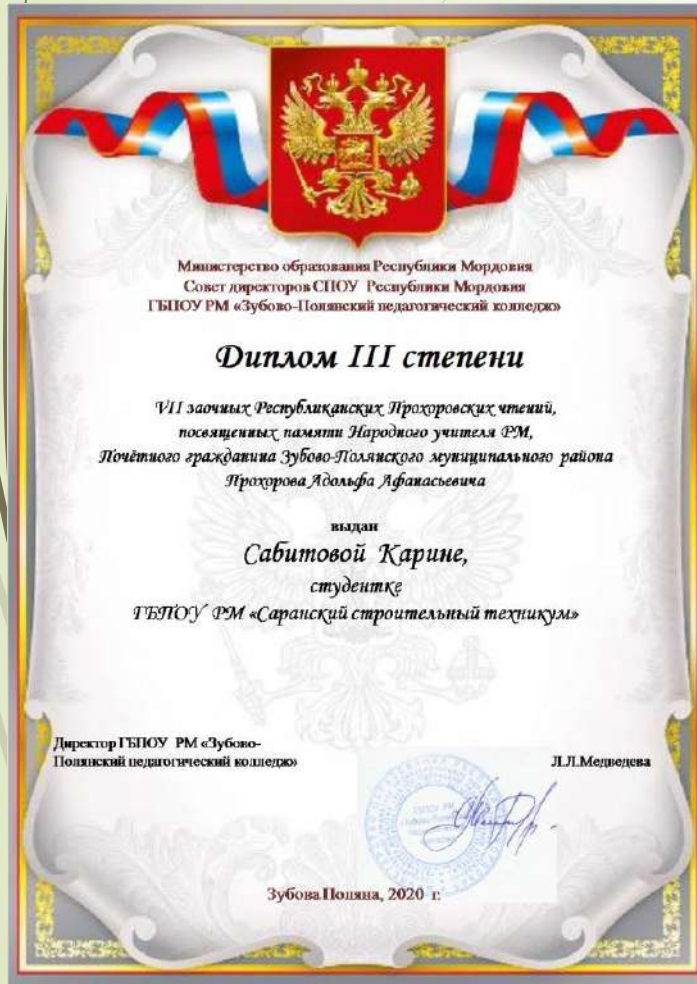 Министерство образования Республики Мордовия
Совет директоров СПОУ Республики Мордовия
ГБПОУ РМ «Зубово-Полянский педагогический колледж»
Диплом III степени
VII заочных Республиканских Прохоровских чтений,
посвященных памяти Народного учителя РМ,
Почётного гражданина Зубово-Полянского муниципального района
Прохорова Адольфа Афанасьевича
выдан
Сабитовой Карине,
студентке
ГБПОУ РМ «Саранский строительный техникум»
Директор ГБПОУ РМ «Зубово-
Полянский педагогический колледж»
Л.Л.Медведева
Зубова Поляна, 2020 г.